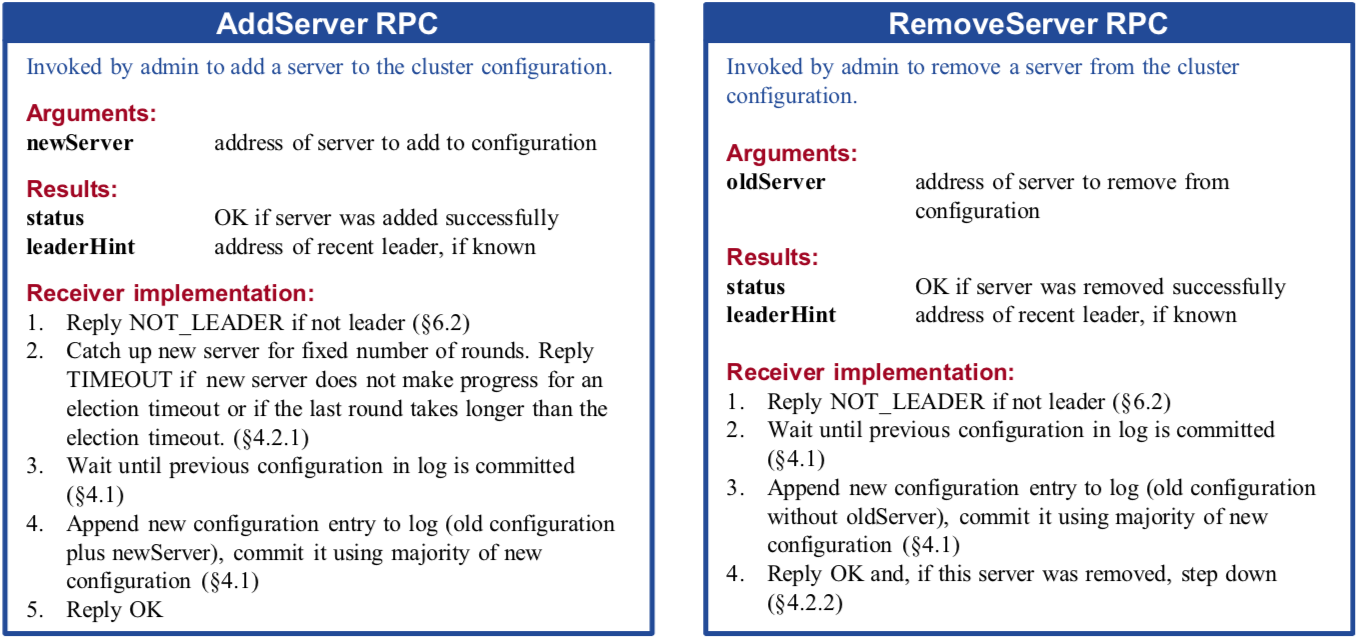 AddServer RPC
Invoked by admin to add a server to the cluster configuration.
Arguments:
newServer address of server to add to configuration
Results:
status OK if server was added successfully
leaderHint address of recent leader, if known
Receiver implementation:
1. Reply NOT_LEADER if not leader (§6.2)
2. Catch up new server for fixed number of rounds. Reply
TIMEOUT if new server does not make progress for an
election timeout or if the last round takes longer than the
election timeout. (§4.2.1)
3. Wait until previous configuration in log is committed
(§4.1)
4. Append new configuration entry to log (old configuration
plus newServer), commit it using majority of new
configuration (§4.1)
5. Reply OK
RemoveServer RPC
Invoked by admin to remove a server from the cluster
configuration.
Arguments:
oldServer address of server to remove from
configuration
Results:
status OK if server was removed successfully
leaderHint address of recent leader, if known
Receiver implementation:
1. Reply NOT_LEADER if not leader (§6.2)
2. Wait until previous configuration in log is committed
(§4.1)
3. Append new configuration entry to log (old configuration
without oldServer), commit it using majority of new
configuration (§4.1)
4. Reply OK and, if this server was removed, step down
(§4.2.2)